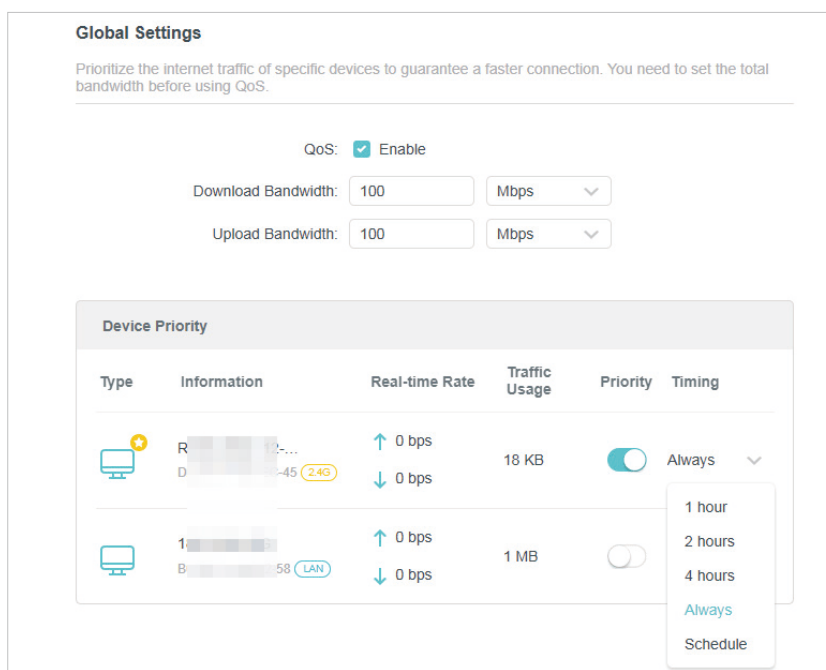 Global Settings
Prioritize the internet traffic of specific devices to guarantee a faster connection. You need to set the total
bandwidth before using QoS.
QoS: Enable
Download Bandwidth: 100 Mbps
Upload Bandwidth: 100 Mbps
Device Priority
Type Information Real-time Rate Traffic Usage Priority Timing
0 bps
18 KB Always
-45 2.4G 0 bps
1 hour
0 bps
2 hours
1 MB
58 LAN 0 bps
4 hours
Always
Schedule